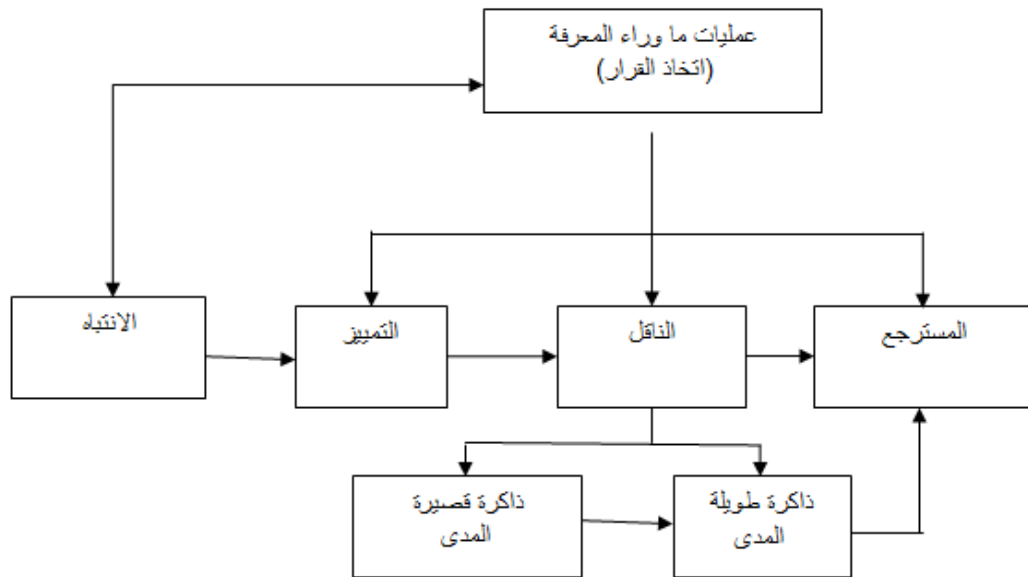 عمليات ما وراء المعرفة
(اتخاذ القرار)
المسترجع
الناقل
التمييز
الانتباه
ذاكرة طويلة
المدى
ذاكرة قصيرة
المدى